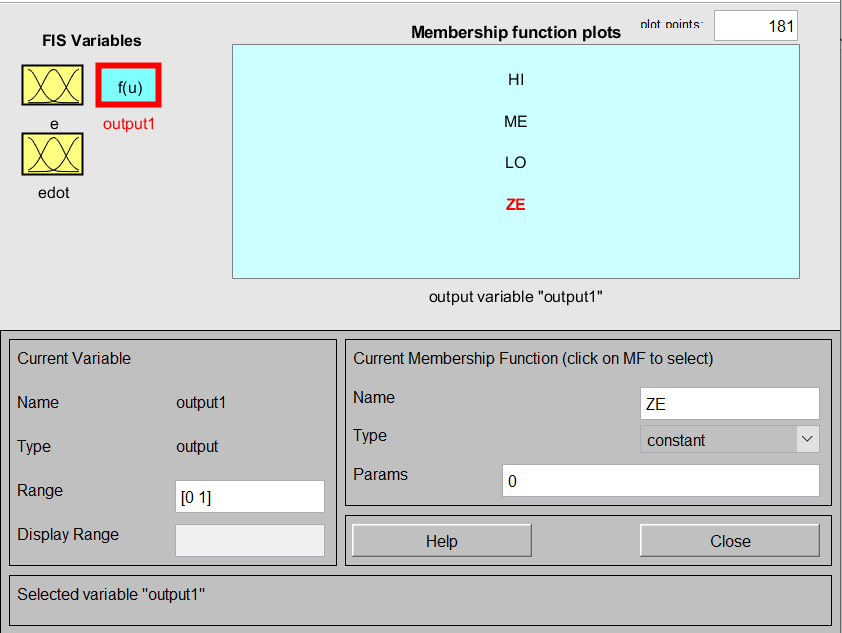 FIS Variables
f(u)
e
output1
edot
Membership function plots
plot points:
181
HI
ME
LO
ZE
output variable "output1"
Current Variable
Name output1
Type output
Range [0 1]
Display Range
Current Membership Function (click on MF to select)
Name ZE
Type constant
Params 0
Help Close
Selected variable "output1"